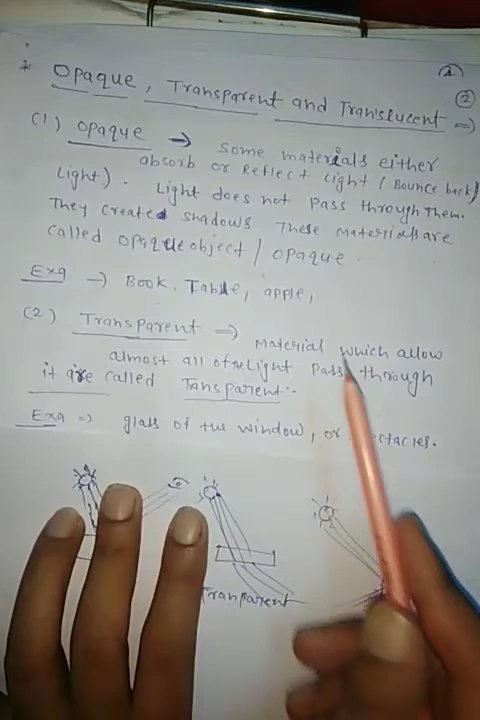 (1)
(2)
* Opaque, Transparent and Translucent =>
(1) opaque → some materials either
absorb or Reflect Light (Bounce back)
Light). Light does not pass through Them.
They created shadows These materials are
called opaque object / opaque.
Exa → Book, Table, apple,
(2) Transparent => Material which allow
almost all of the Light pass through
it are called Tansparent.
Exa => glass of the window, or
Tranparent